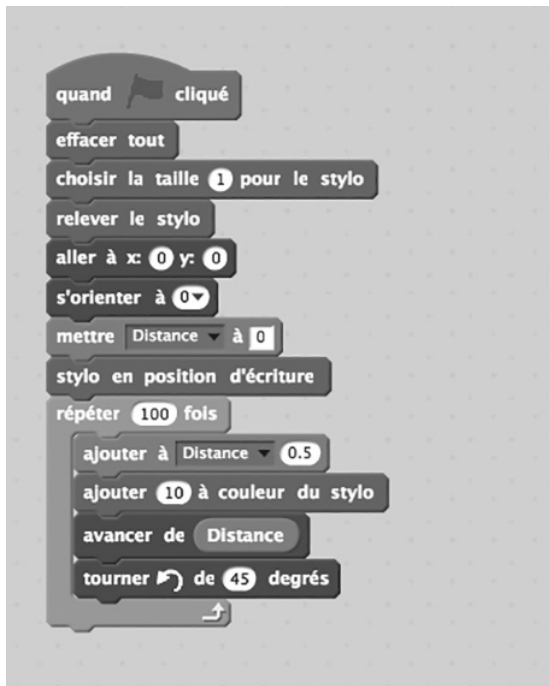 quand cliqué
effacer tout
choisir la taille 1 pour le stylo
relever le stylo
aller à x: 0 y: 0
s'orienter à 0
mettre Distance à 0
stylo en position d'écriture
répéter 100 fois
ajouter à Distance 0.5
ajouter 10 à couleur du stylo
avancer de Distance
tourner de 45 degrés